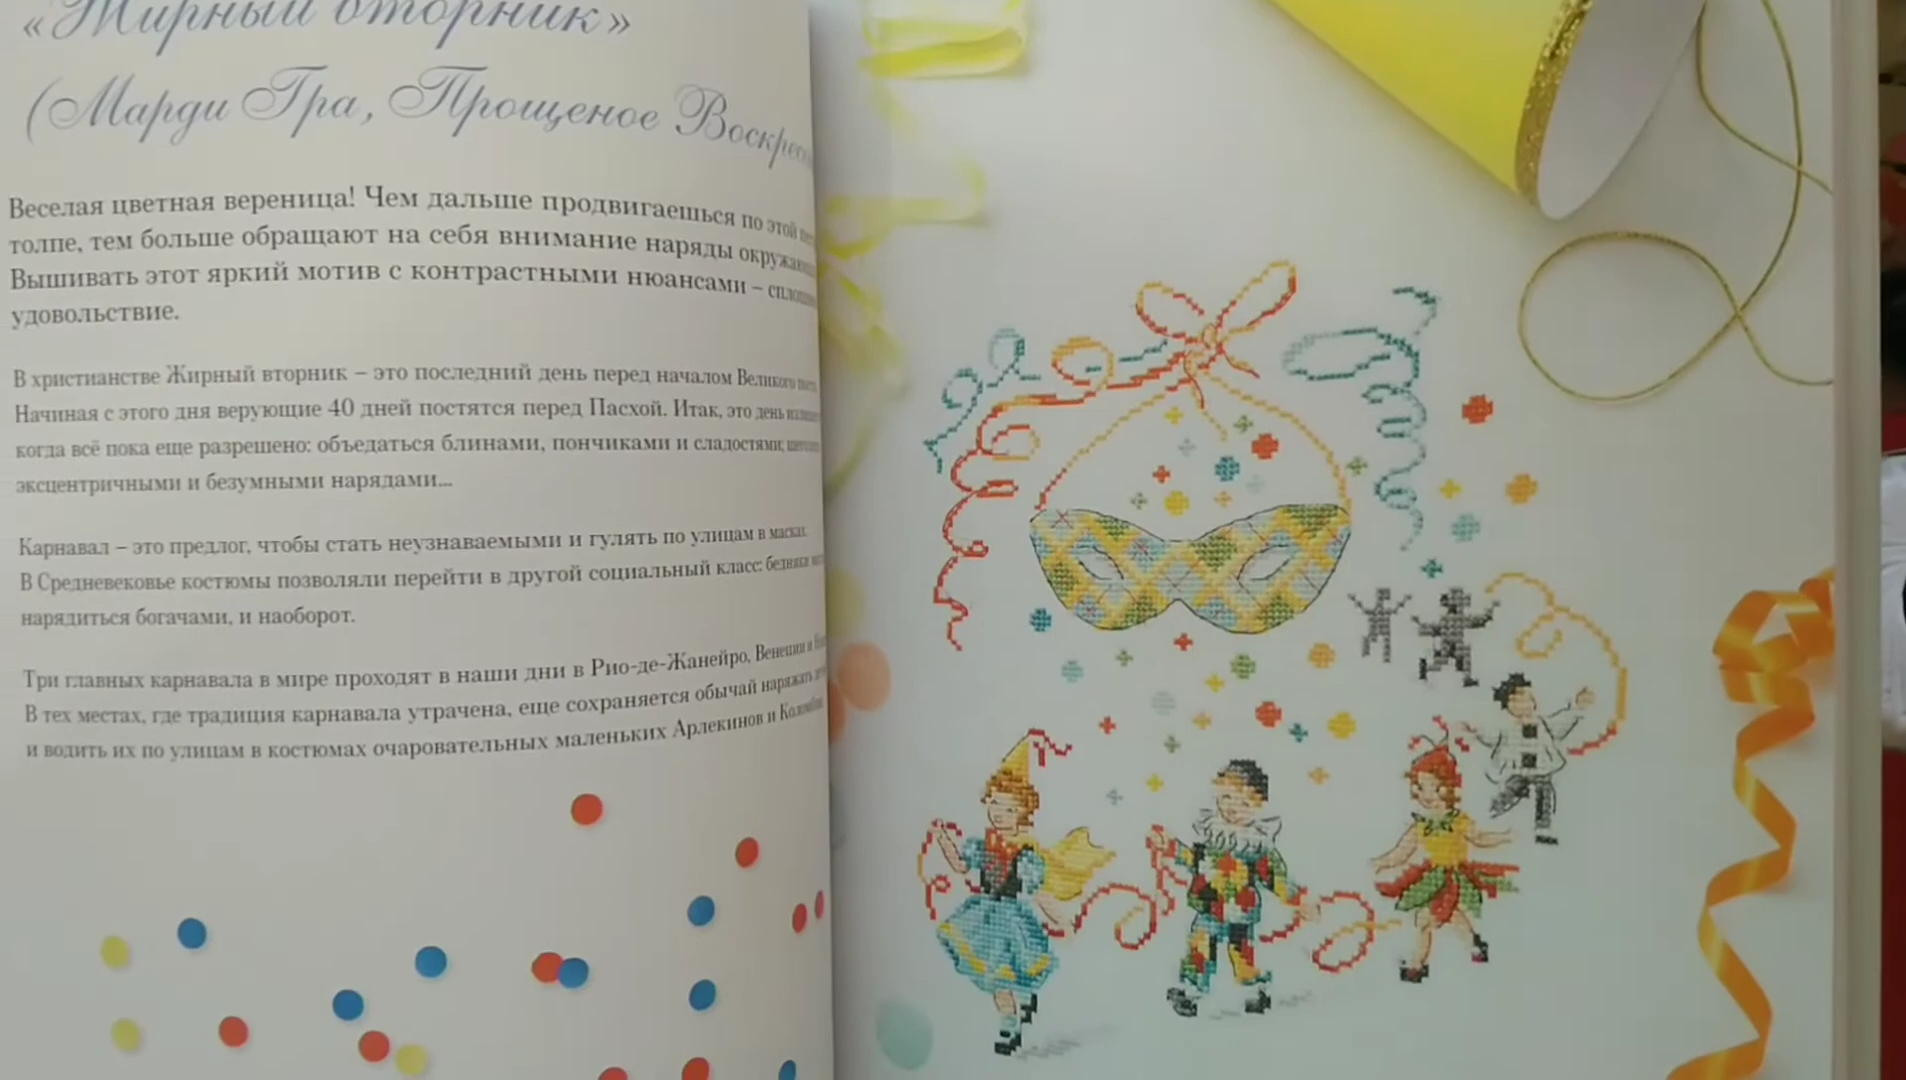 «Жирный вторник»
(Марди Гра, Прощеное
Веселая цветная вереница! Чем дальше продвигаешься по этой
толпе, тем больше обращают на себя внимание наряды
Вышивать этот яркий мотив с контрастными нюансами –
удовольствие.
В христианстве Жирный вторник – это последний день перед началом Великого
Начиная с этого дня верующие 40 дней постятся перед Пасхой. Итак, это день
когда всё пока еще разрешено: объедаться блинами, пончиками и сладостями;
эксцентричными и безумными нарядами...
Карнавал – это предлог, чтобы стать неузнаваемыми и гулять по улицам в масках.
В Средневековье костюмы позволяли перейти в другой социальный класс: бедняки
нарядиться богачами, и наоборот.
Три главных карнавала в мире проходят в наши дни в Рио-де-Жанейро, Венеции и
В тех местах, где традиция карнавала утрачена, еще сохраняется обычай наряжать
и водить их по улицам в костюмах очаровательных маленьких Арлекинов и